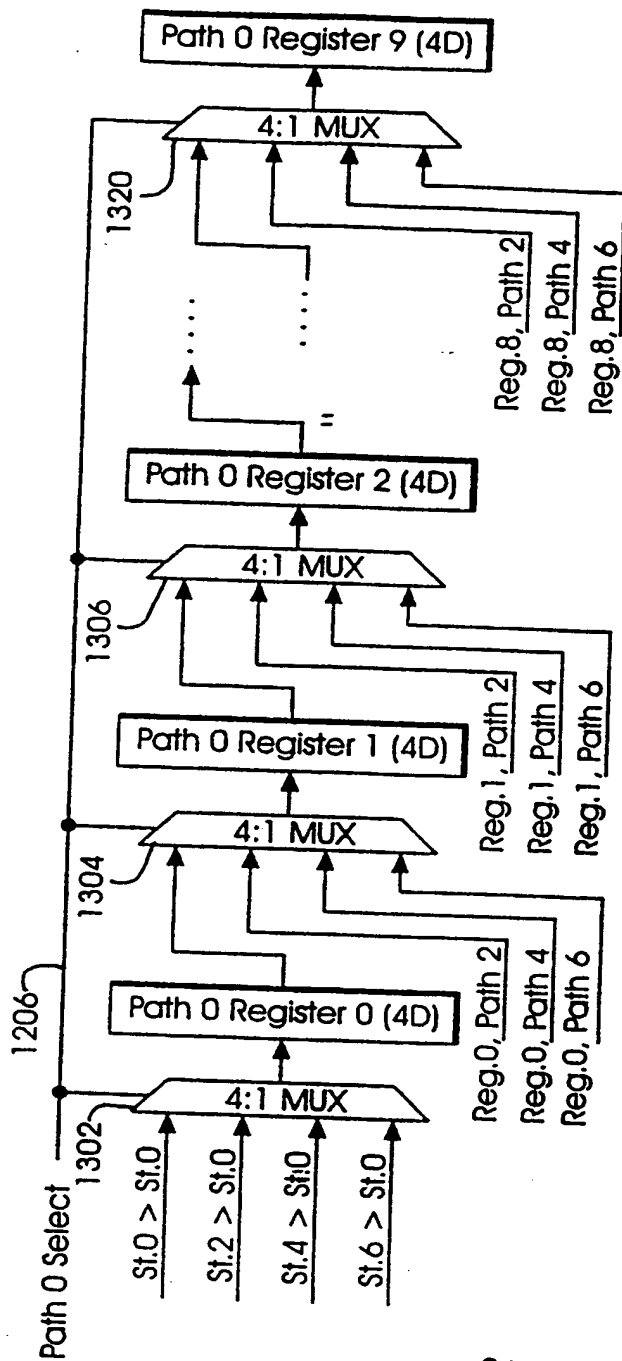 Path 0 Select
1206
1302
St.0 > St.0
St.2 > St.0
St.4 > St.0
St.6 > St.0
4:1 MUX
Path 0 Register 0 (4D)
Reg.0, Path 2
Reg.0, Path 4
Reg.0, Path 6
1304
4:1 MUX
Path 0 Register 1 (4D)
Reg.1, Path 2
Reg.1, Path 4
Reg.1, Path 6
1306
4:1 MUX
Path 0 Register 2 (4D)
=
.....
.....
Reg.8, Path 2
Reg.8, Path 4
Reg.8, Path 6
1320
4:1 MUX
Path 0 Register 9 (4D)